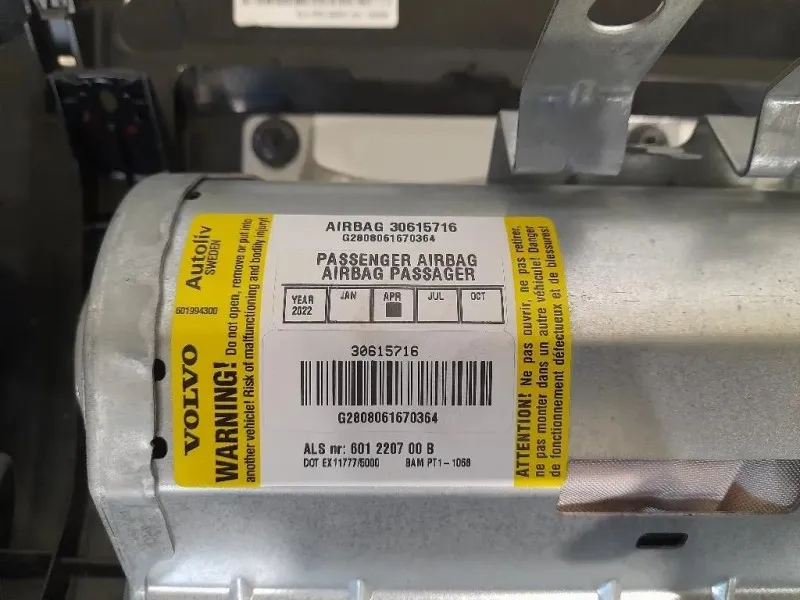 AIRBAG 30615716
G2808061670364
PASSENGER AIRBAG
AIRBAG PASSAGER
YEAR 2022 JAN APR JUL OCT
30615716
G2808061670364
ALS nr: 601 2207 00 B
DOT EX11777/5000 BAM PT1-1068
Autoliv
SWEDEN
601994300
VOLVO
WARNING! Do not open, remove or put into
another vehicle! Risk of malfunctioning and bodily injury!
ATTENTION! Ne pas ouvrir, ne pas retirer,
ne pas monter dans un autre véhicule! Danger
de fonctionnement défectueux et de blessures!